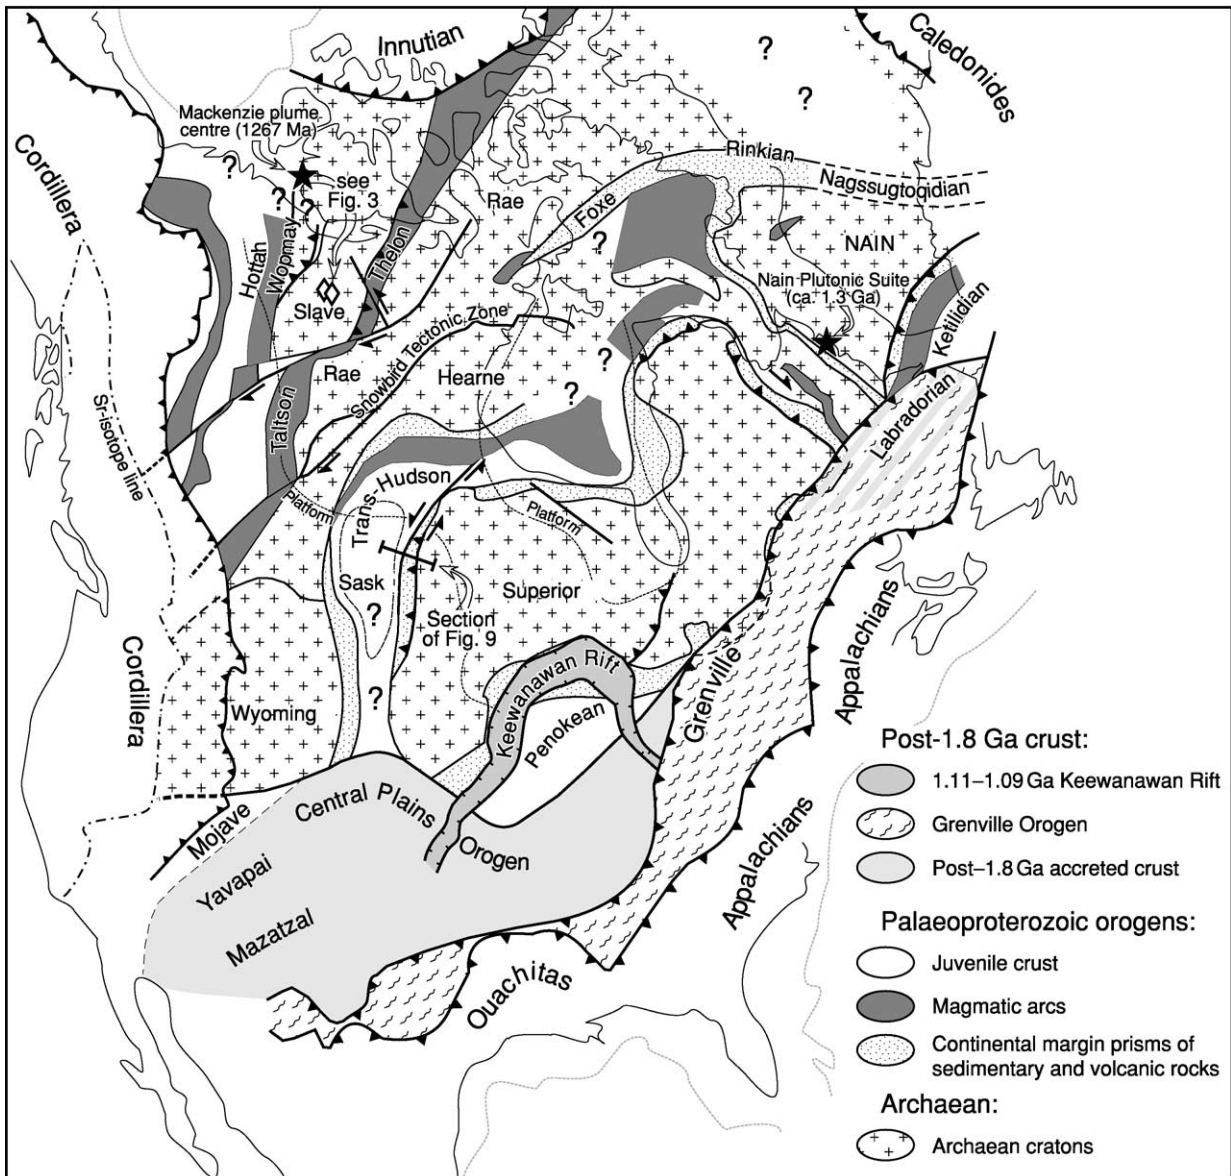 Innutian
Caledonides
?
?
Mackenzie plume
centre (1267 Ma)
Cordillera
?
see
Fig. 3
?
?
Rae
Rinkian
Nagssugtoqidian
Foxe
?
NAIN
Hottah
Wopmay
Thelon
Slave
Nain Plutonic Suite
(ca. 1.3 Ga)
Ketilidian
Snowbird Tectonic Zone
Rae
Hearne
?
?
Sr-isotope line
Taltson
Labradorian
Platform
Trans-Hudson
Platform
Sask
?
Section
of Fig. 9
Superior
Cordillera
Wyoming
?
Keewanawan Rift
Penokean
Grenville
Appalachians
Mojave
Central Plains
Orogen
Yavapai
Mazatzal
Appalachians
Ouachitas
Post-1.8 Ga crust:
1.11–1.09 Ga Keewanawan Rift
Grenville Orogen
Post–1.8 Ga accreted crust
Palaeoproterozoic orogens:
Juvenile crust
Magmatic arcs
Continental margin prisms of
sedimentary and volcanic rocks
Archaean:
Archaean cratons